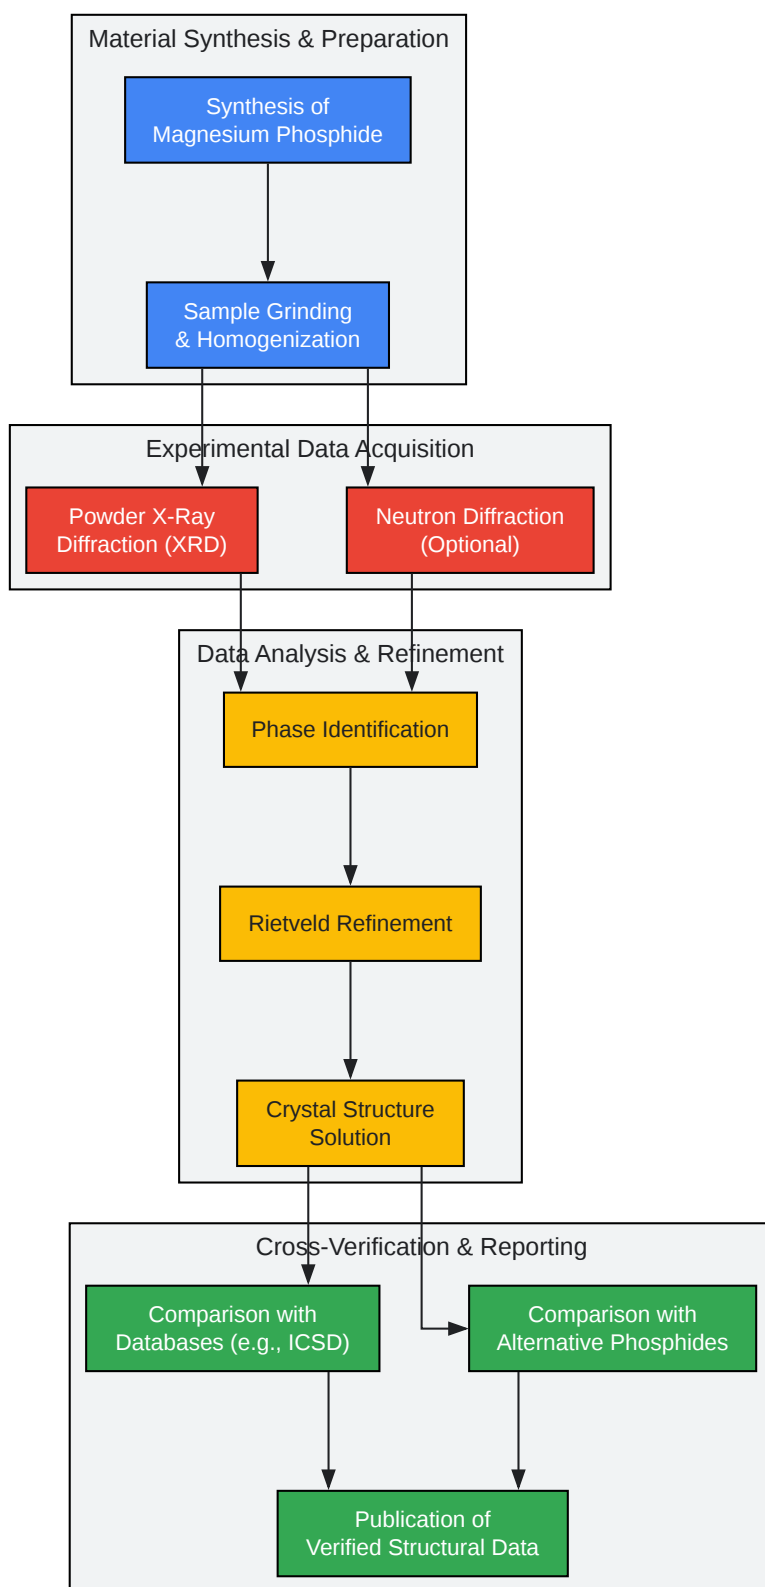 Material Synthesis & Preparation
Synthesis of
Magnesium Phosphide
Sample Grinding
& Homogenization
Experimental Data Acquisition
Powder X-Ray
Diffraction (XRD)
Neutron Diffraction
(Optional)
Data Analysis & Refinement
Phase Identification
Rietveld Refinement
Crystal Structure
Solution
Cross-Verification & Reporting
Comparison with
Databases (e.g., ICSD)
Comparison with
Alternative Phosphides
Publication of
Verified Structural Data